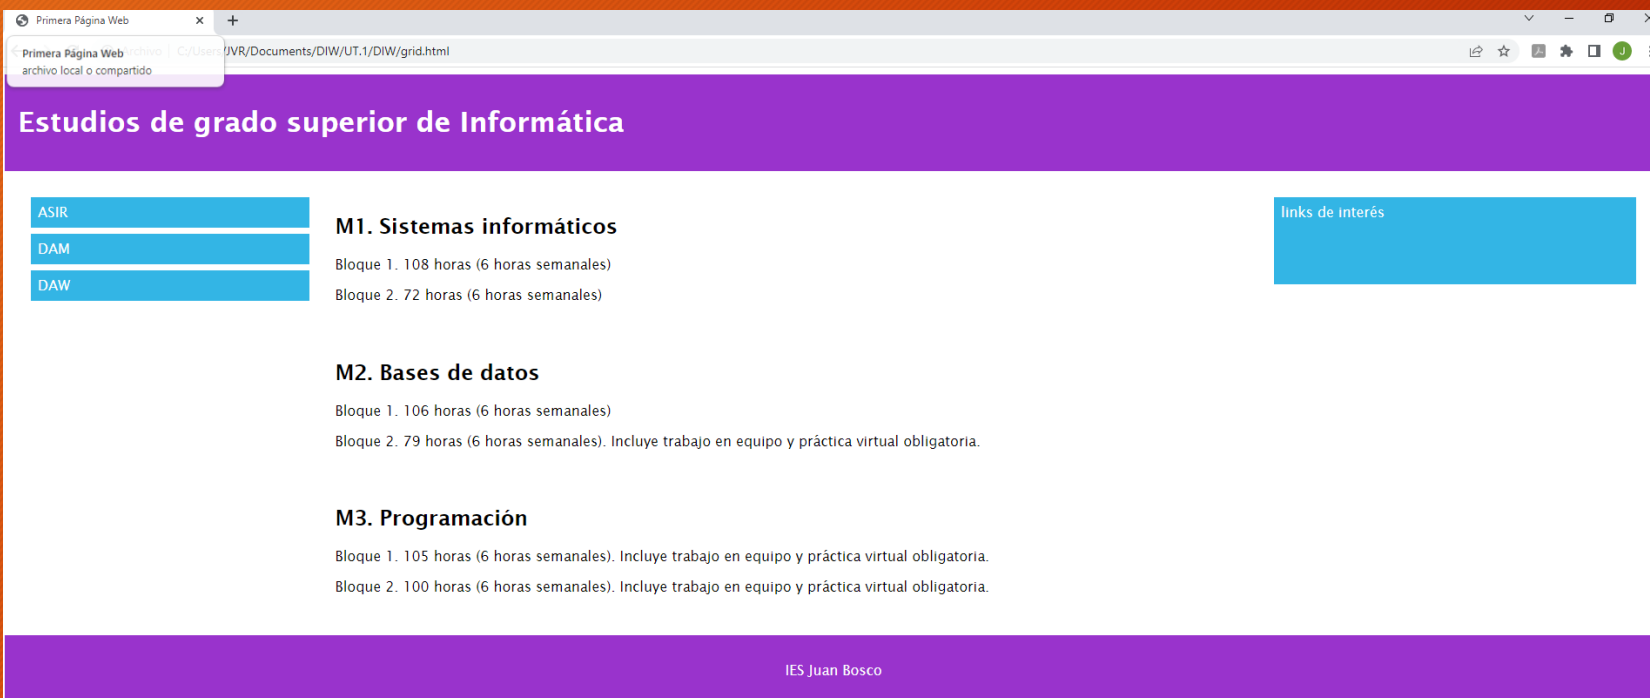 Primera Página Web
Archivo C:/Users/JVR/Documents/DIW/UT.1/DIW/grid.html
Primera Página Web
archivo local o compartido
J
Estudios de grado superior de Informática
ASIR
DAM
DAW
M1. Sistemas informáticos
Bloque 1. 108 horas (6 horas semanales)
Bloque 2. 72 horas (6 horas semanales)
M2. Bases de datos
Bloque 1. 106 horas (6 horas semanales)
Bloque 2. 79 horas (6 horas semanales). Incluye trabajo en equipo y práctica virtual obligatoria.
M3. Programación
Bloque 1. 105 horas (6 horas semanales). Incluye trabajo en equipo y práctica virtual obligatoria.
Bloque 2. 100 horas (6 horas semanales). Incluye trabajo en equipo y práctica virtual obligatoria.
links de interés
IES Juan Bosco